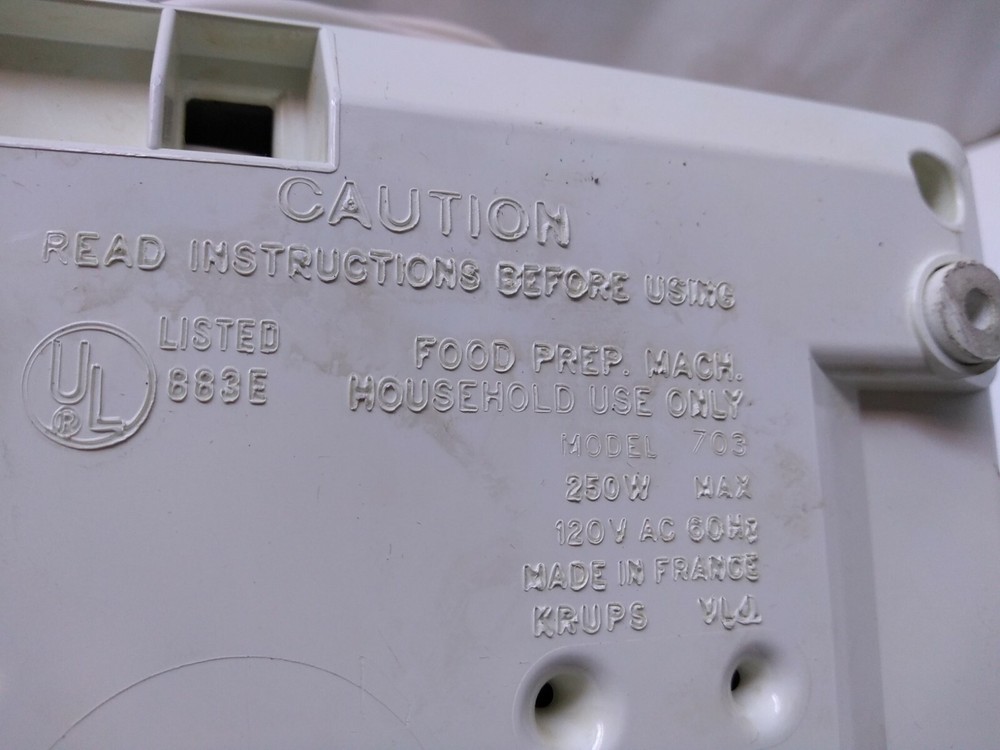 CAUTION
READ INSTRUCTIONS BEFORE USING
UL
®
LISTED
883E
FOOD PREP. MACH.
HOUSEHOLD USE ONLY
MODEL 703
250W MAX
120V AC 60Hz
MADE IN FRANCE
KRUPS